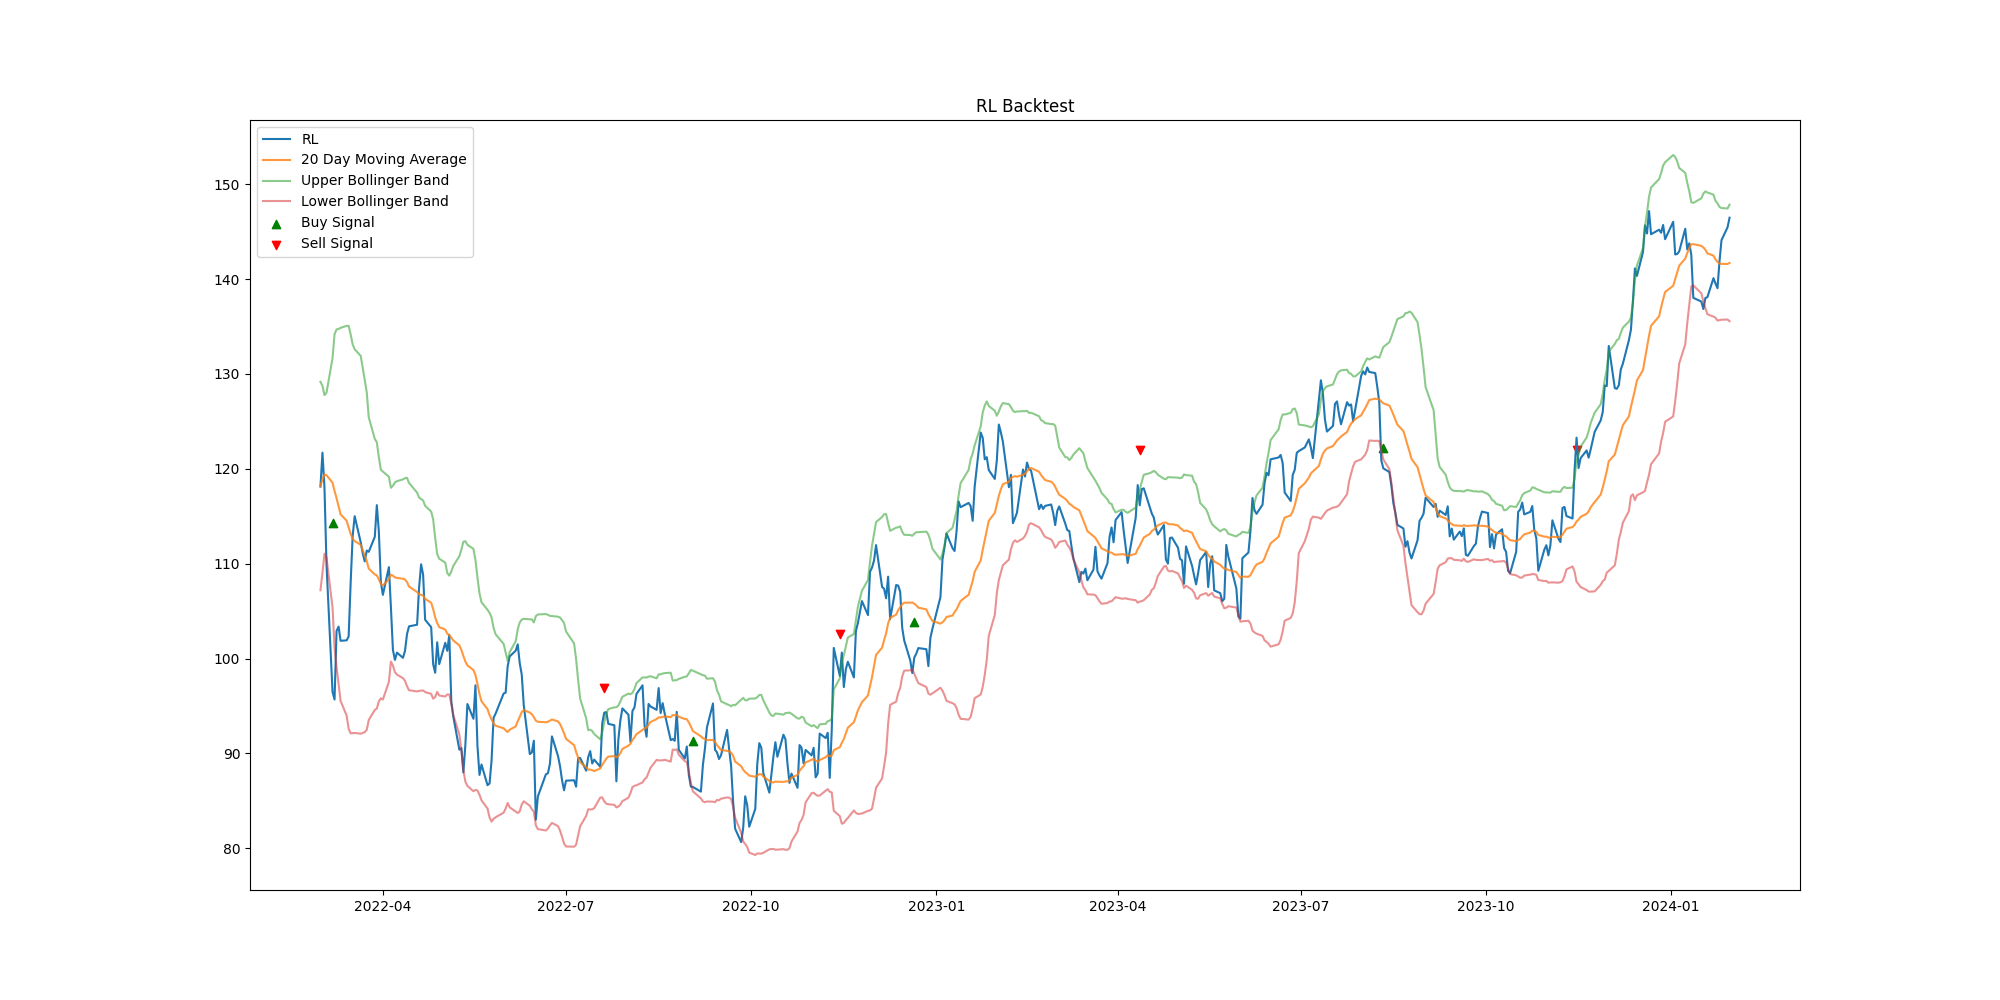 RL Backtest
RL
20 Day Moving Average
Upper Bollinger Band
Lower Bollinger Band
Buy Signal
Sell Signal
150
140
130
120
110
100
90
80
2022-04 2022-07 2022-10 2023-01 2023-04 2023-07 2023-10 2024-01